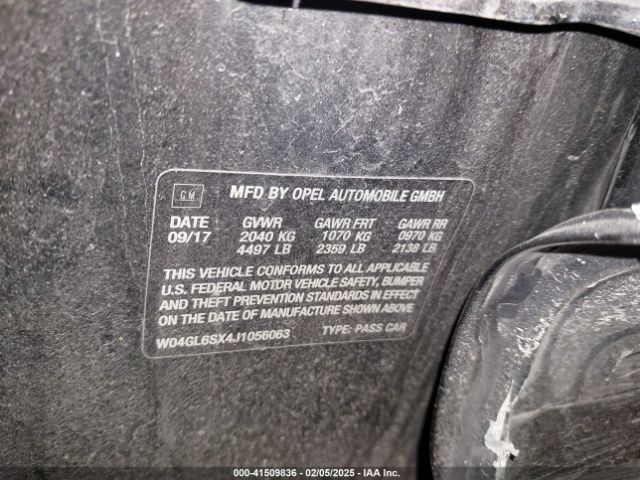 GM MFD BY OPEL AUTOMOBILE GMBH
DATE GVWR GAWR FRT GAWR RR
09/17 2040 KG 1070 KG 0970 KG
4497 LB 2359 LB 2138 LB
THIS VEHICLE CONFORMS TO ALL APPLICABLE
U.S. FEDERAL MOTOR VEHICLE SAFETY, BUMPER
AND THEFT PREVENTION STANDARDS IN EFFECT
ON THE DATE OF MANUFACTURE SHOWN ABOVE
W04GL6SX4J1056063 TYPE: PASS CAR
000-41509836 - 02/05/2025 - IAA Inc.